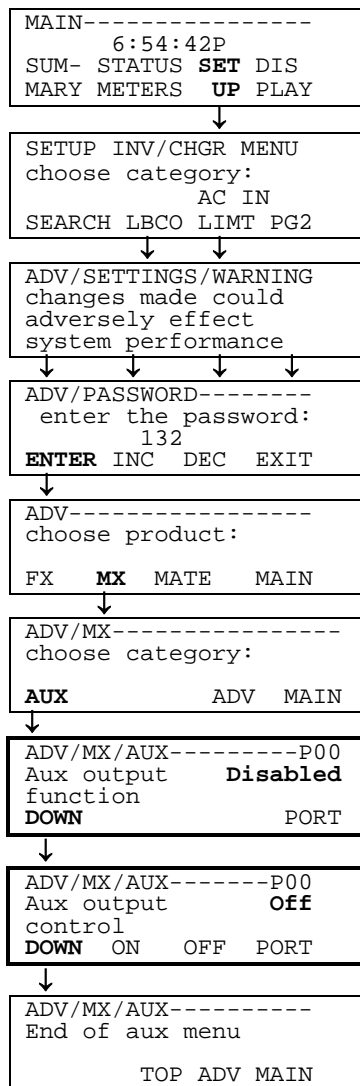 MAIN-----------------
6:54:42P
SUM- STATUS SET DIS
MARY METERS UP PLAY
SETUP INV/CHGR MENU
choose category:
AC IN
SEARCH LBCO LIMT PG2
ADV/SETTINGS/WARNING
changes made could
adversely effect
system performance
ADV/PASSWORD--------
enter the password:
132
ENTER INC DEC EXIT
ADV-----------------
choose product:
FX MX MATE MAIN
ADV/MX----------------
choose category:
AUX ADV MAIN
ADV/MX/AUX---------P00
Aux output Disabled
function
DOWN PORT
ADV/MX/AUX-------P00
Aux output Off
control
DOWN ON OFF PORT
ADV/MX/AUX----------
End of aux menu
TOP ADV MAIN